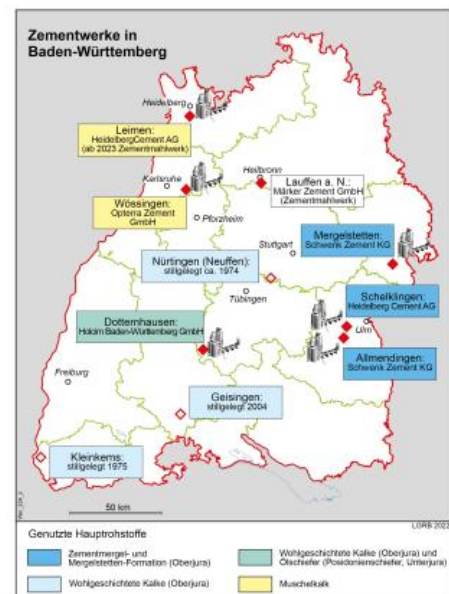 Zementwerke in
Baden-Württemberg
Heidelberg
Leimen:
HeidelbergCement AG
(ab 2023 Zementmahlwerk)
Karlsruhe
Heilbronn
Lauffen a. N.:
Märker Zement GmbH
(Zementmahlwerk)
Wössingen:
Opterra Zement
GmbH
Pforzheim
Mergelstetten:
Schwenk Zement KG
Stuttgart
Nürtingen (Neuffen):
stillgelegt ca. 1974
Tübingen
Schelklingen:
Heidelberg Cement AG
Dotternhausen:
Holcim Baden-Württemberg GmbH
Ulm
Allmendingen:
Schwenk Zement KG
Freiburg
Geisingen:
stillgelegt 2004
Kleinkems:
stillgelegt 1975
50 km
LGRB 2022
Genutzte Hauptrohstoffe
Zementmergel- und
Mergelstetten-Formation (Oberjura)
Wohlgeschichtete Kalke (Oberjura) und
Ölschiefer (Posidonienschiefer, Unterjura)
Wohlgeschichtete Kalke (Oberjura)
Muschelkalk